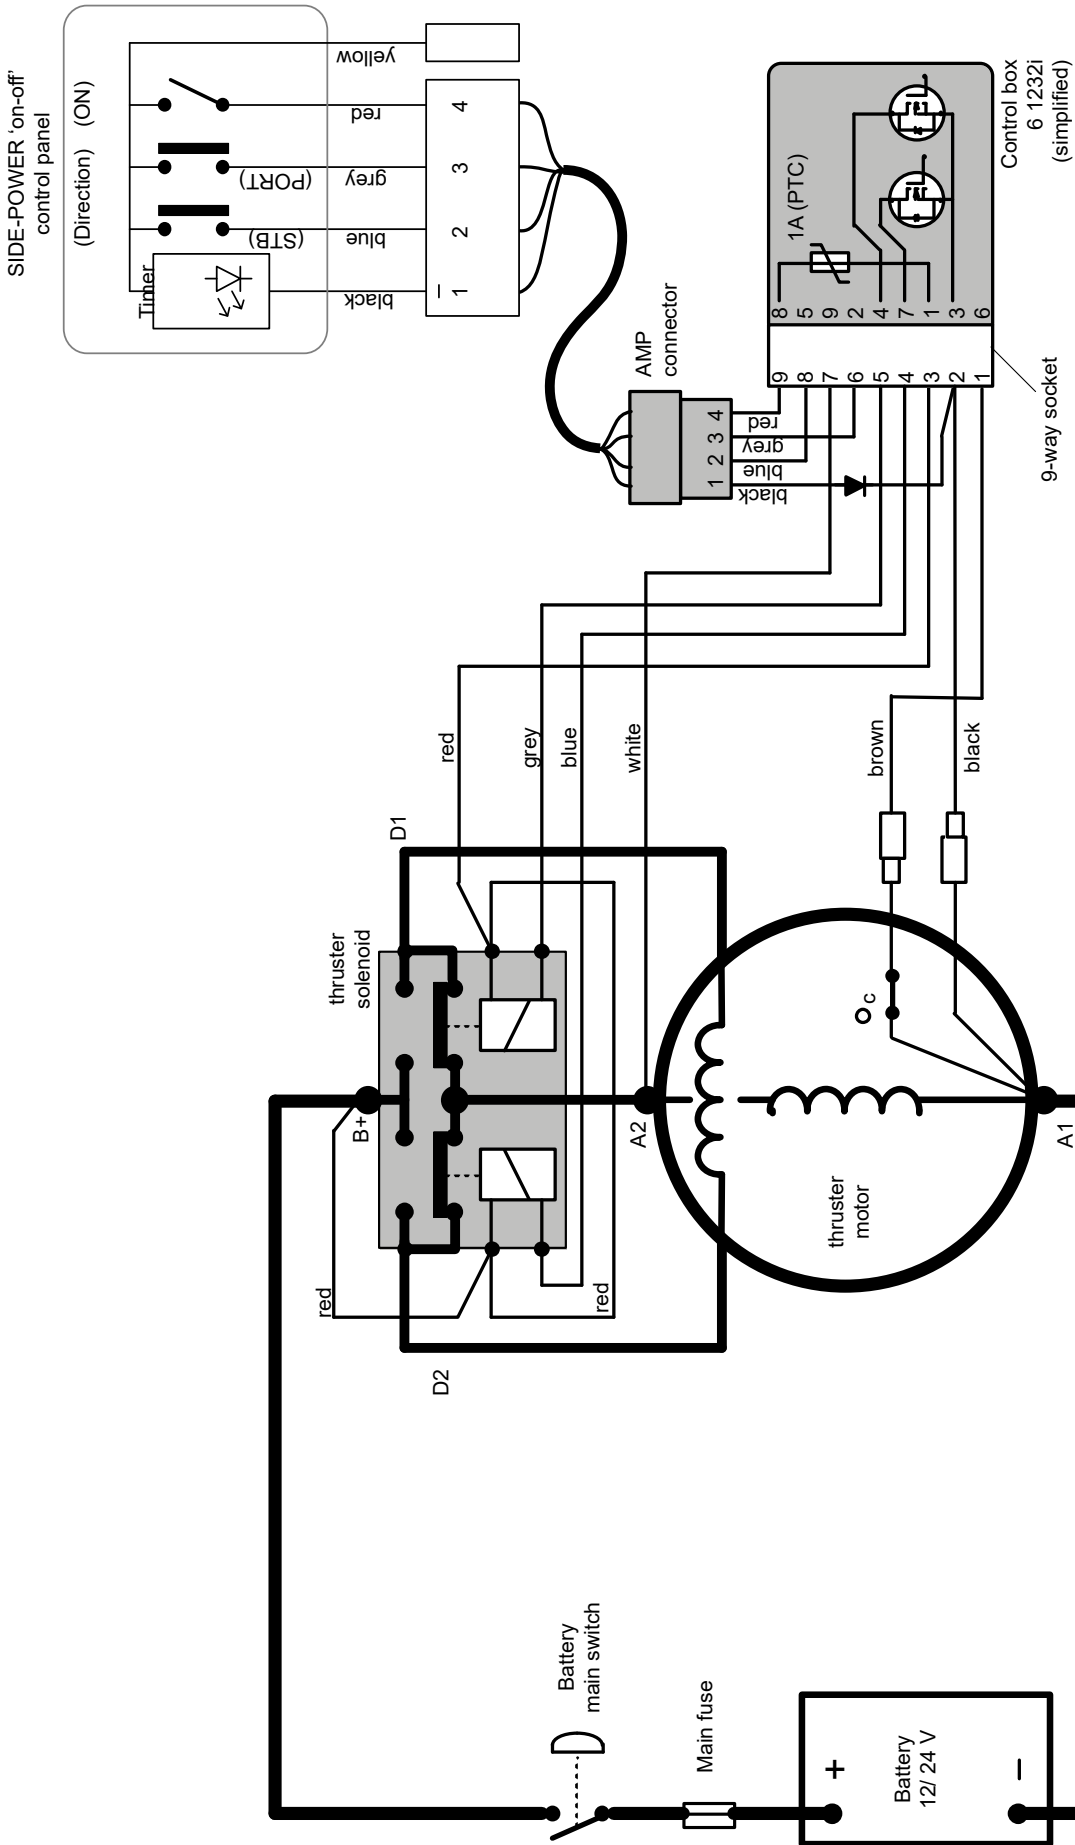 SIDE-POWER 'on-off'
control panel
(Direction)
(ON)
(PORT)
(STB)
Timer
yellow
red
grey
blue
black
4
3
2
1
AMP
connector
1 2 3 4
red
grey
blue
black
1A (PTC)
8
5
9
2
4
7
1
3
6
9
8
7
6
5
4
3
2
1
Control box
6 1232i
(simplified)
9-way socket
red
grey
blue
white
brown
black
D1
thruster
solenoid
B+
A2
red
red
D2
°c
thruster
motor
A1
Battery
main switch
Main fuse
+
Battery
12/ 24 V
−